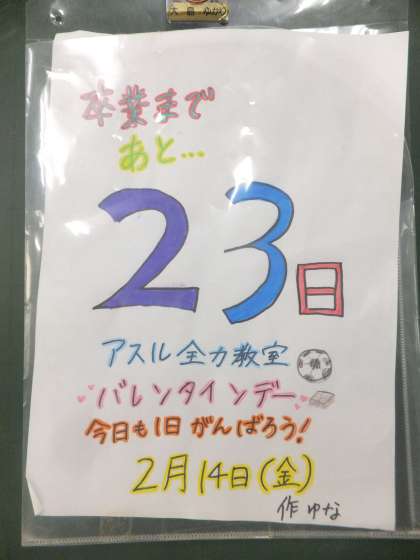 卒業まで
あと...
23日
アスル全力教室
バレンタインデー
今日も1日がんばろう!
2月14日(金)
作ゆな